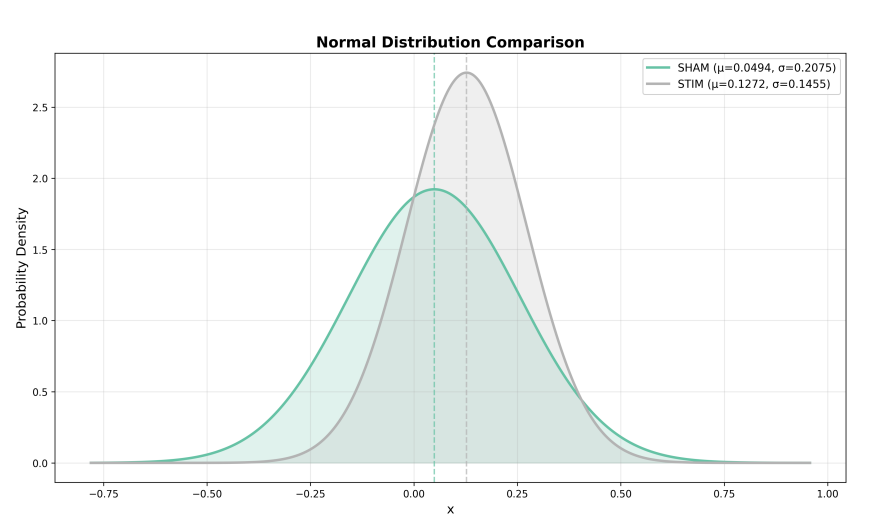 Normal Distribution Comparison
SHAM (μ=0.0494, σ=0.2075)
STIM (μ=0.1272, σ=0.1455)
Probability Density
2.5
2.0
1.5
1.0
0.5
0.0
−0.75 −0.50 −0.25 0.00 0.25 0.50 0.75 1.00
x